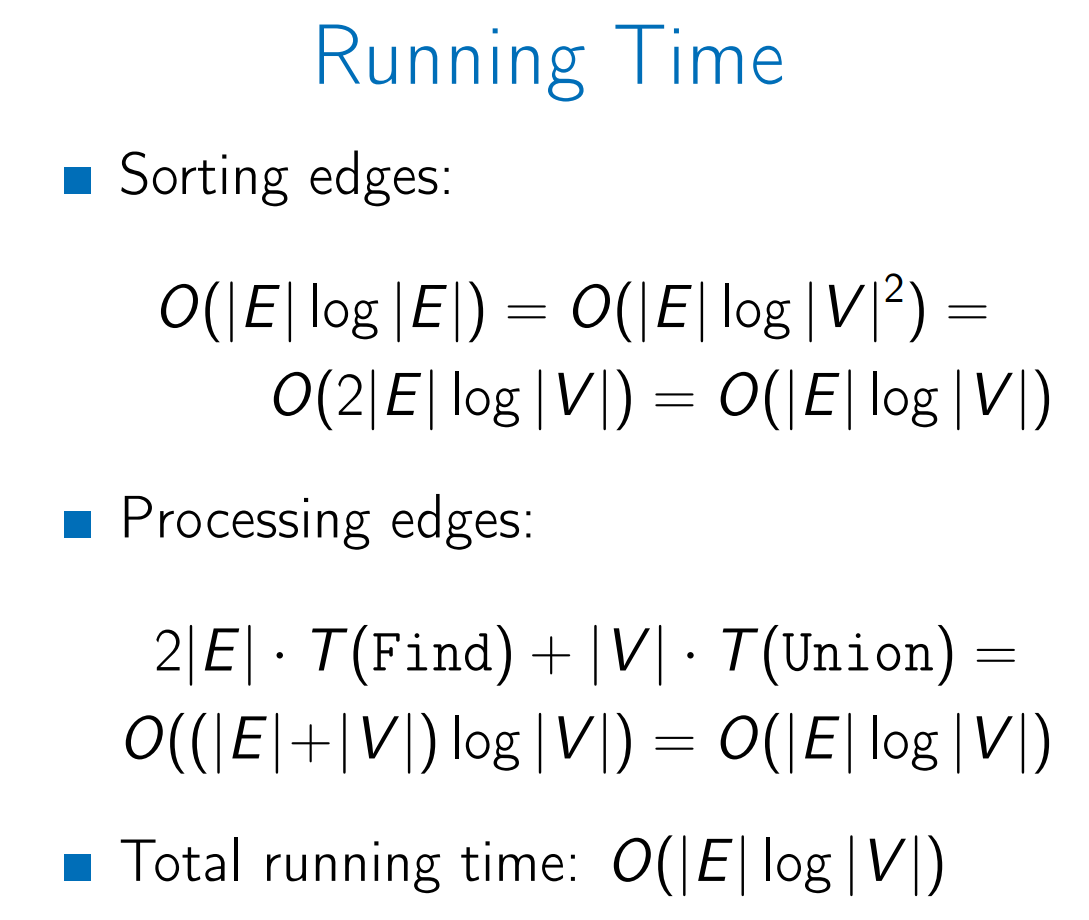 Running Time
■ Sorting edges:
O(|E| log |E|) = O(|E| log |V|²) =
O(2|E| log |V|) = O(|E| log |V|)
■ Processing edges:
2|E| · T(Find) + |V| · T(Union) =
O((|E|+|V|) log |V|) = O(|E| log |V|)
■ Total running time: O(|E| log |V|)